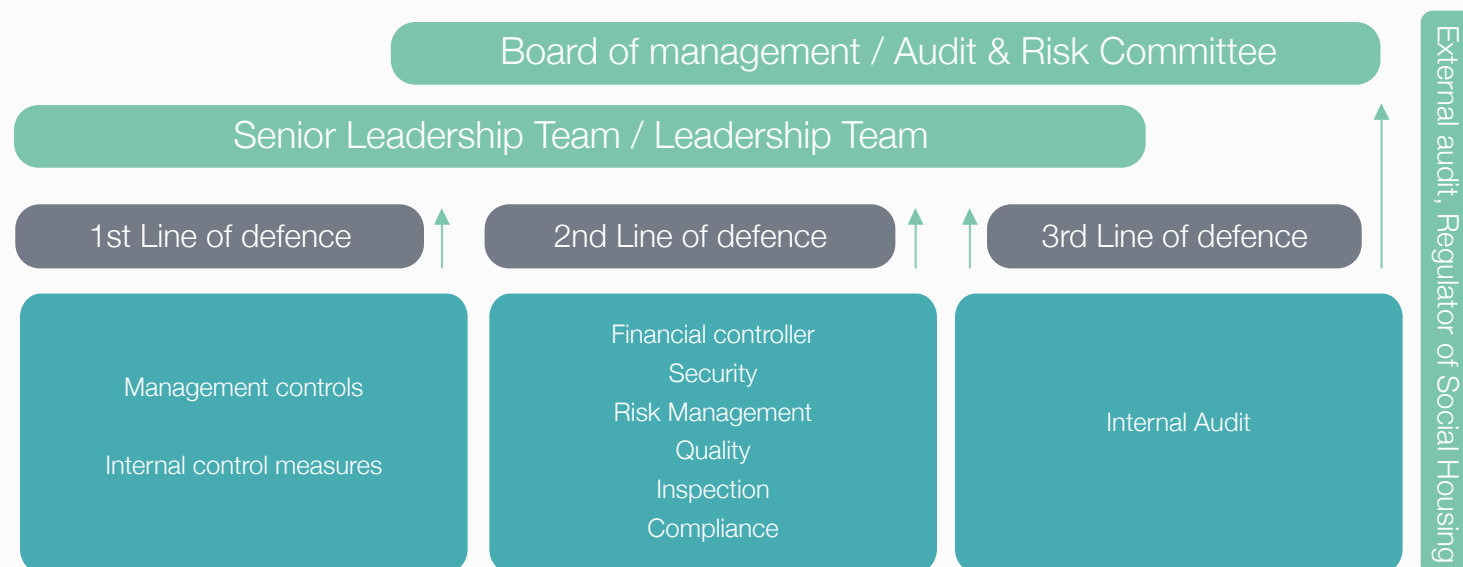 Board of management / Audit & Risk Committee
Senior Leadership Team / Leadership Team
1st Line of defence
2nd Line of defence
3rd Line of defence
Management controls
Internal control measures
Financial controller
Security
Risk Management
Quality
Inspection
Compliance
Internal Audit
External audit, Regulator of Social Housing